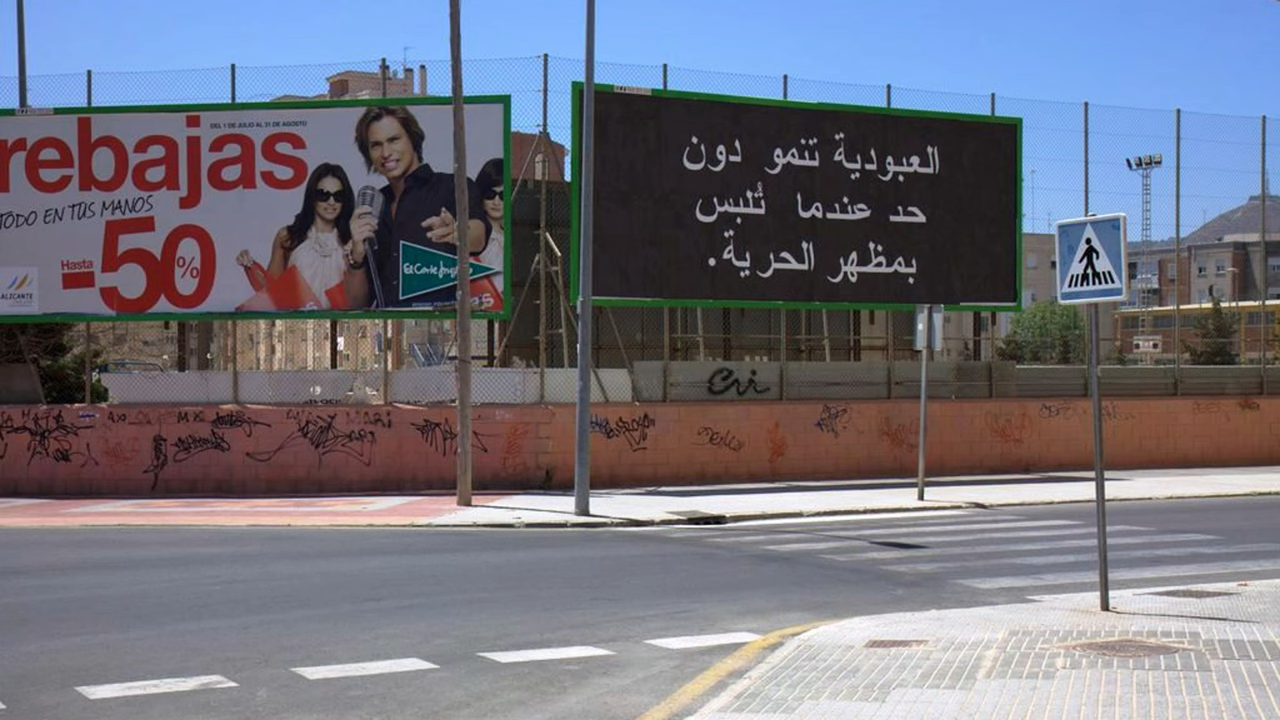 rebajas
DEL 1 DE JULIO AL 31 DE AGOSTO
TODO EN TUS MANOS
Hasta
-50%
El Corte Inglés
ALICANTE
العبودية تنمو دون
حد عندما تُلبس
بمظهر الحرية.